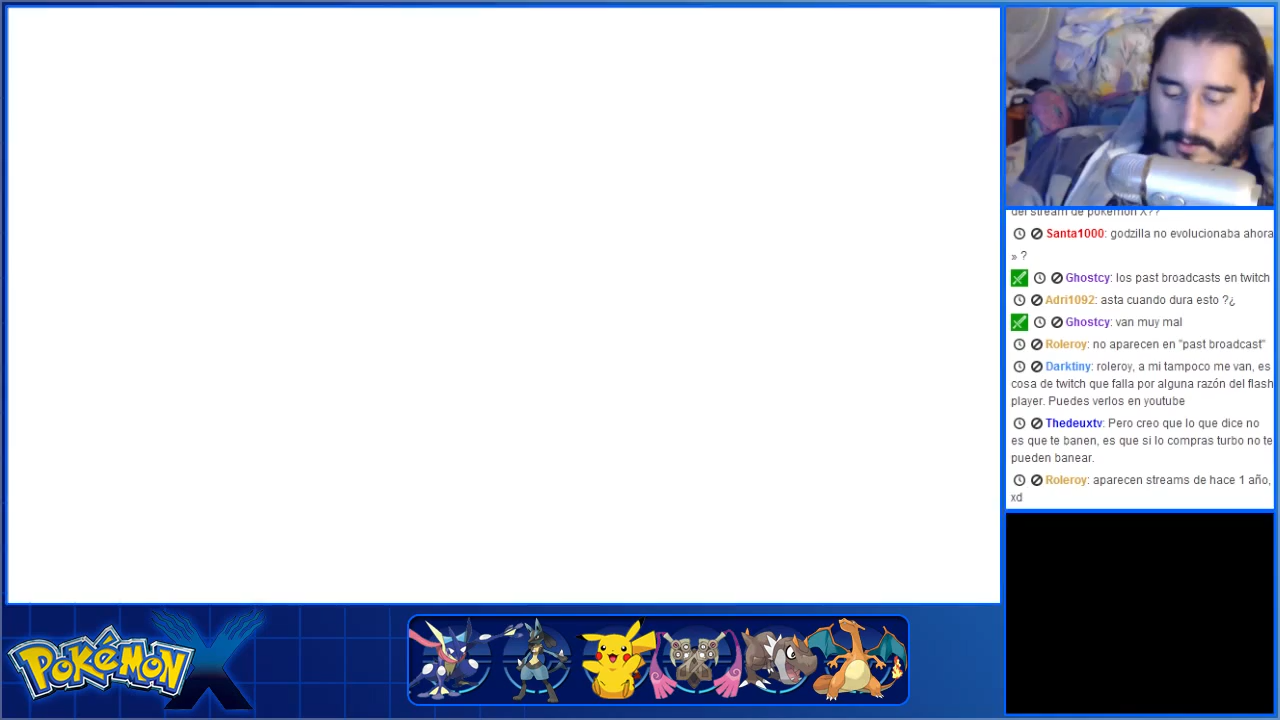 del stream de pokemon X??
Santa1000: godzilla no evolucionaba ahora
» ?
Ghostcy: los past broadcasts en twitch
Adri1092: asta cuando dura esto ?¿
Ghostcy: van muy mal
Roleroy: no aparecen en "past broadcast"
Darktiny: roleroy, a mi tampoco me van, es
cosa de twitch que falla por alguna razón del flash
player. Puedes verlos en youtube
Thedeuxtv: Pero creo que lo que dice no
es que te banen, es que si lo compras turbo no te
pueden banear.
Roleroy: aparecen streams de hace 1 año,
xd
POKéMON X